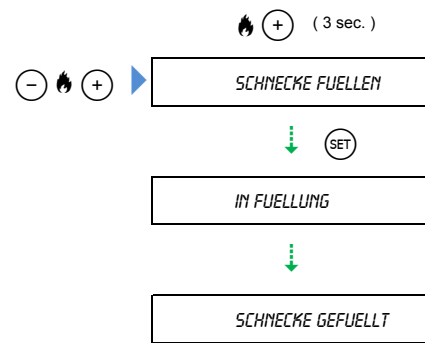 + ( 3 sec. )
- +
SCHNECKE FUELLEN
SET
IN FUELLUNG
SCHNECKE GEFUELLT